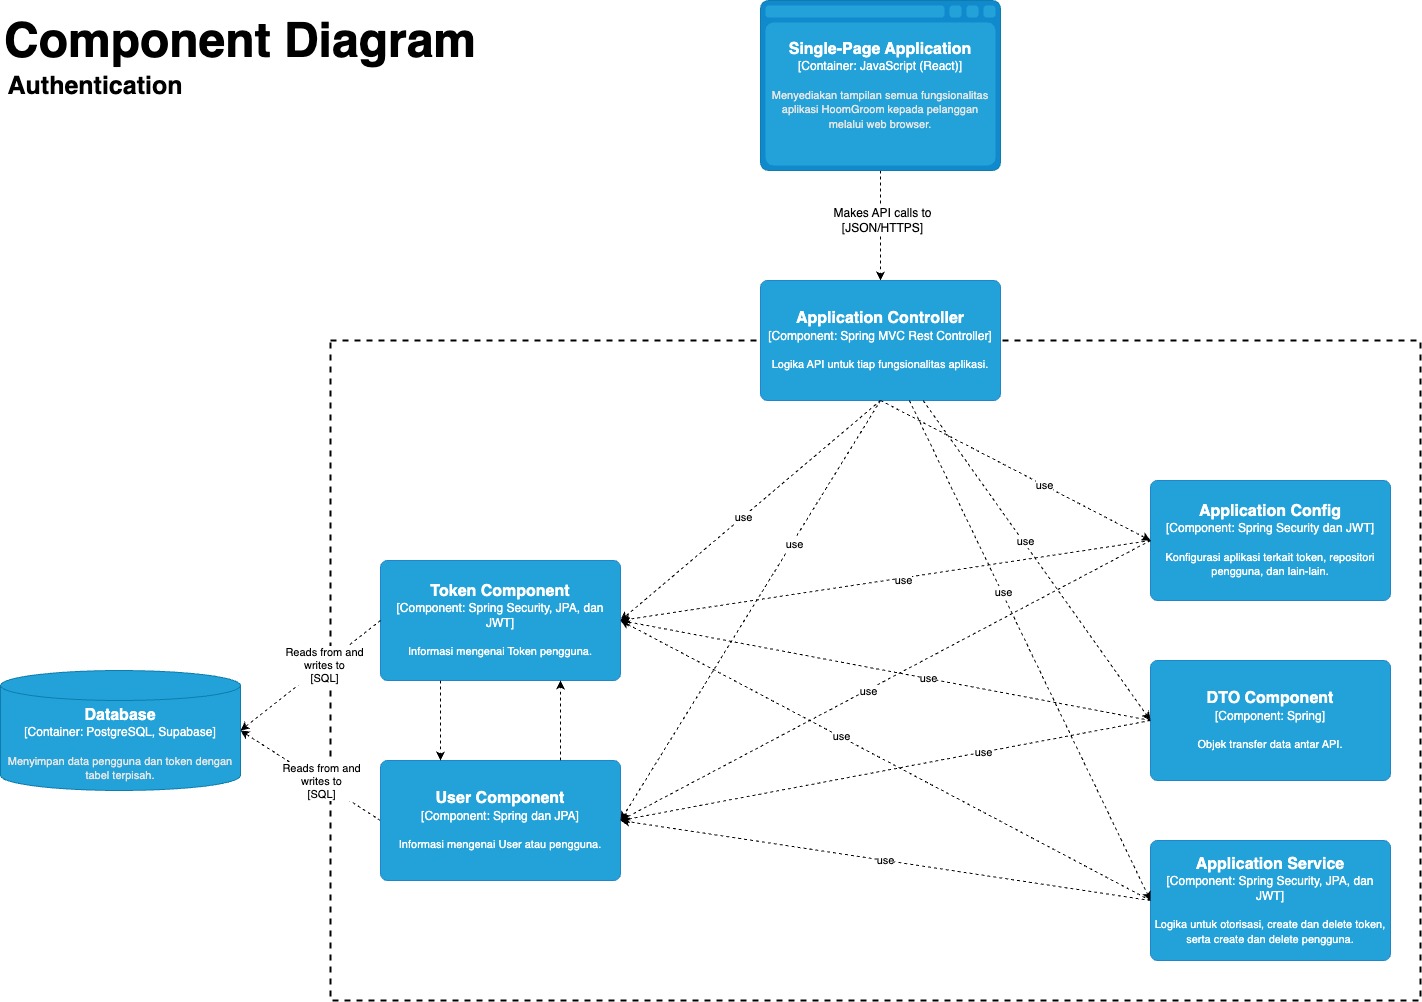 Component Diagram
Authentication
Single-Page Application
[Container: JavaScript (React)]
Menyediakan tampilan semua fungsionalitas
aplikasi HoomGroom kepada pelanggan
melalui web browser.
Makes API calls to
[JSON/HTTPS]
Application Controller
[Component: Spring MVC Rest Controller]
Logika API untuk tiap fungsionalitas aplikasi.
use
use
use
use
use
use
use
use
use
use
Application Config
[Component: Spring Security dan JWT]
Konfigurasi aplikasi terkait token, repositori
pengguna, dan lain-lain.
Token Component
[Component: Spring Security, JPA, dan
JWT]
Informasi mengenai Token pengguna.
Reads from and
writes to
[SQL]
Database
[Container: PostgreSQL, Supabase]
Menyimpan data pengguna dan token dengan
tabel terpisah.
Reads from and
writes to
[SQL]
User Component
[Component: Spring dan JPA]
Informasi mengenai User atau pengguna.
DTO Component
[Component: Spring]
Objek transfer data antar API.
Application Service
[Component: Spring Security, JPA, dan
JWT]
Logika untuk otorisasi, create dan delete token,
serta create dan delete pengguna.